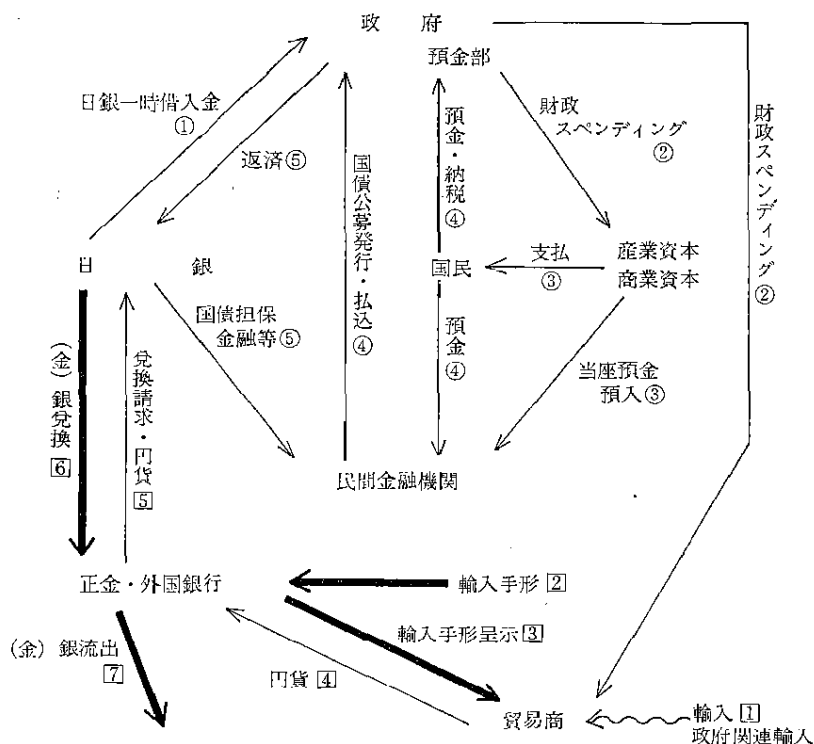 政府
預金部
日銀一時借入金
①
返済⑤
国債公募発行・払込④
預金・納税④
財政
スペンディング
②
財政スペンディング②
日銀
国民
支払
③
産業資本
商業資本
国債担保
金融等⑤
預金④
当座預金
預入③
(金)銀兌換6
兌換請求・円貨5
民間金融機関
正金・外国銀行
輸入手形2
輸入手形呈示3
(金)銀流出
7
円貨4
貿易商
輸入1
政府関連輸入